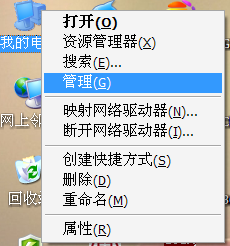 打开(O)
我的电
资源管理器(X)
搜索(E)...
管理(G)
网上邻
映射网络驱动器(N)...
断开网络驱动器(I)...
创建快捷方式(S)
回收
删除(D)
重命名(M)
属性(R)